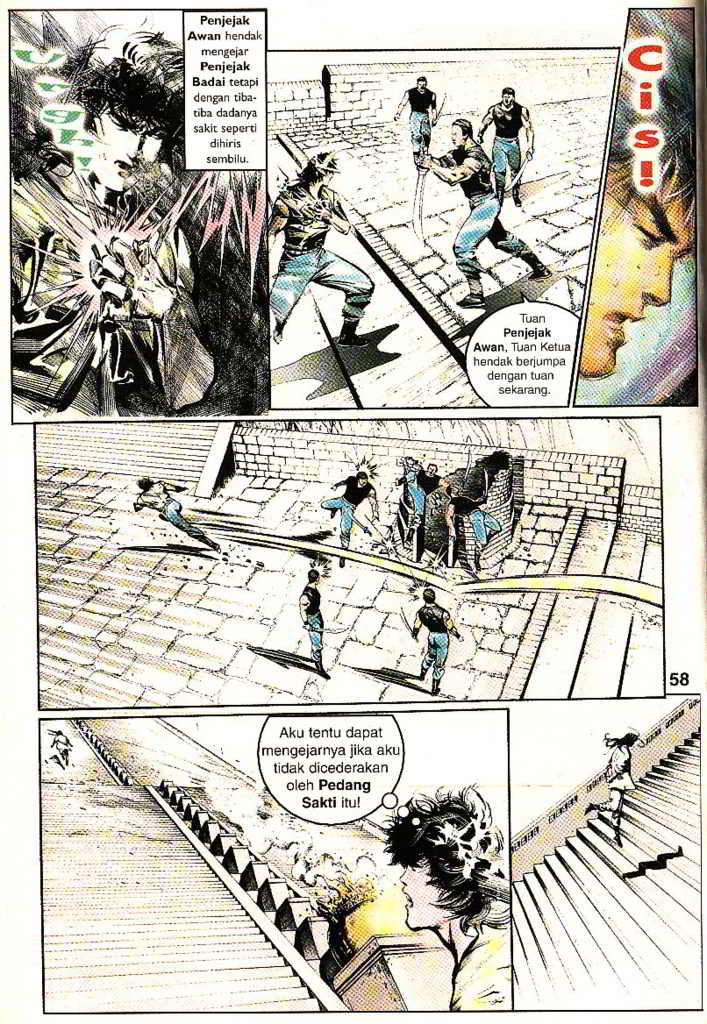 Urgh!
Penjejak
Awan hendak
mengejar
Penjejak
Badai tetapi
dengan tiba-
tiba dadanya
sakit seperti
dihiris
sembilu.
Tuan
Penjejak
Awan, Tuan Ketua
hendak berjumpa
dengan tuan
sekarang.
Cis!
58
Aku tentu dapat
mengejarnya jika aku
tidak dicederakan
oleh Pedang
Sakti itu!